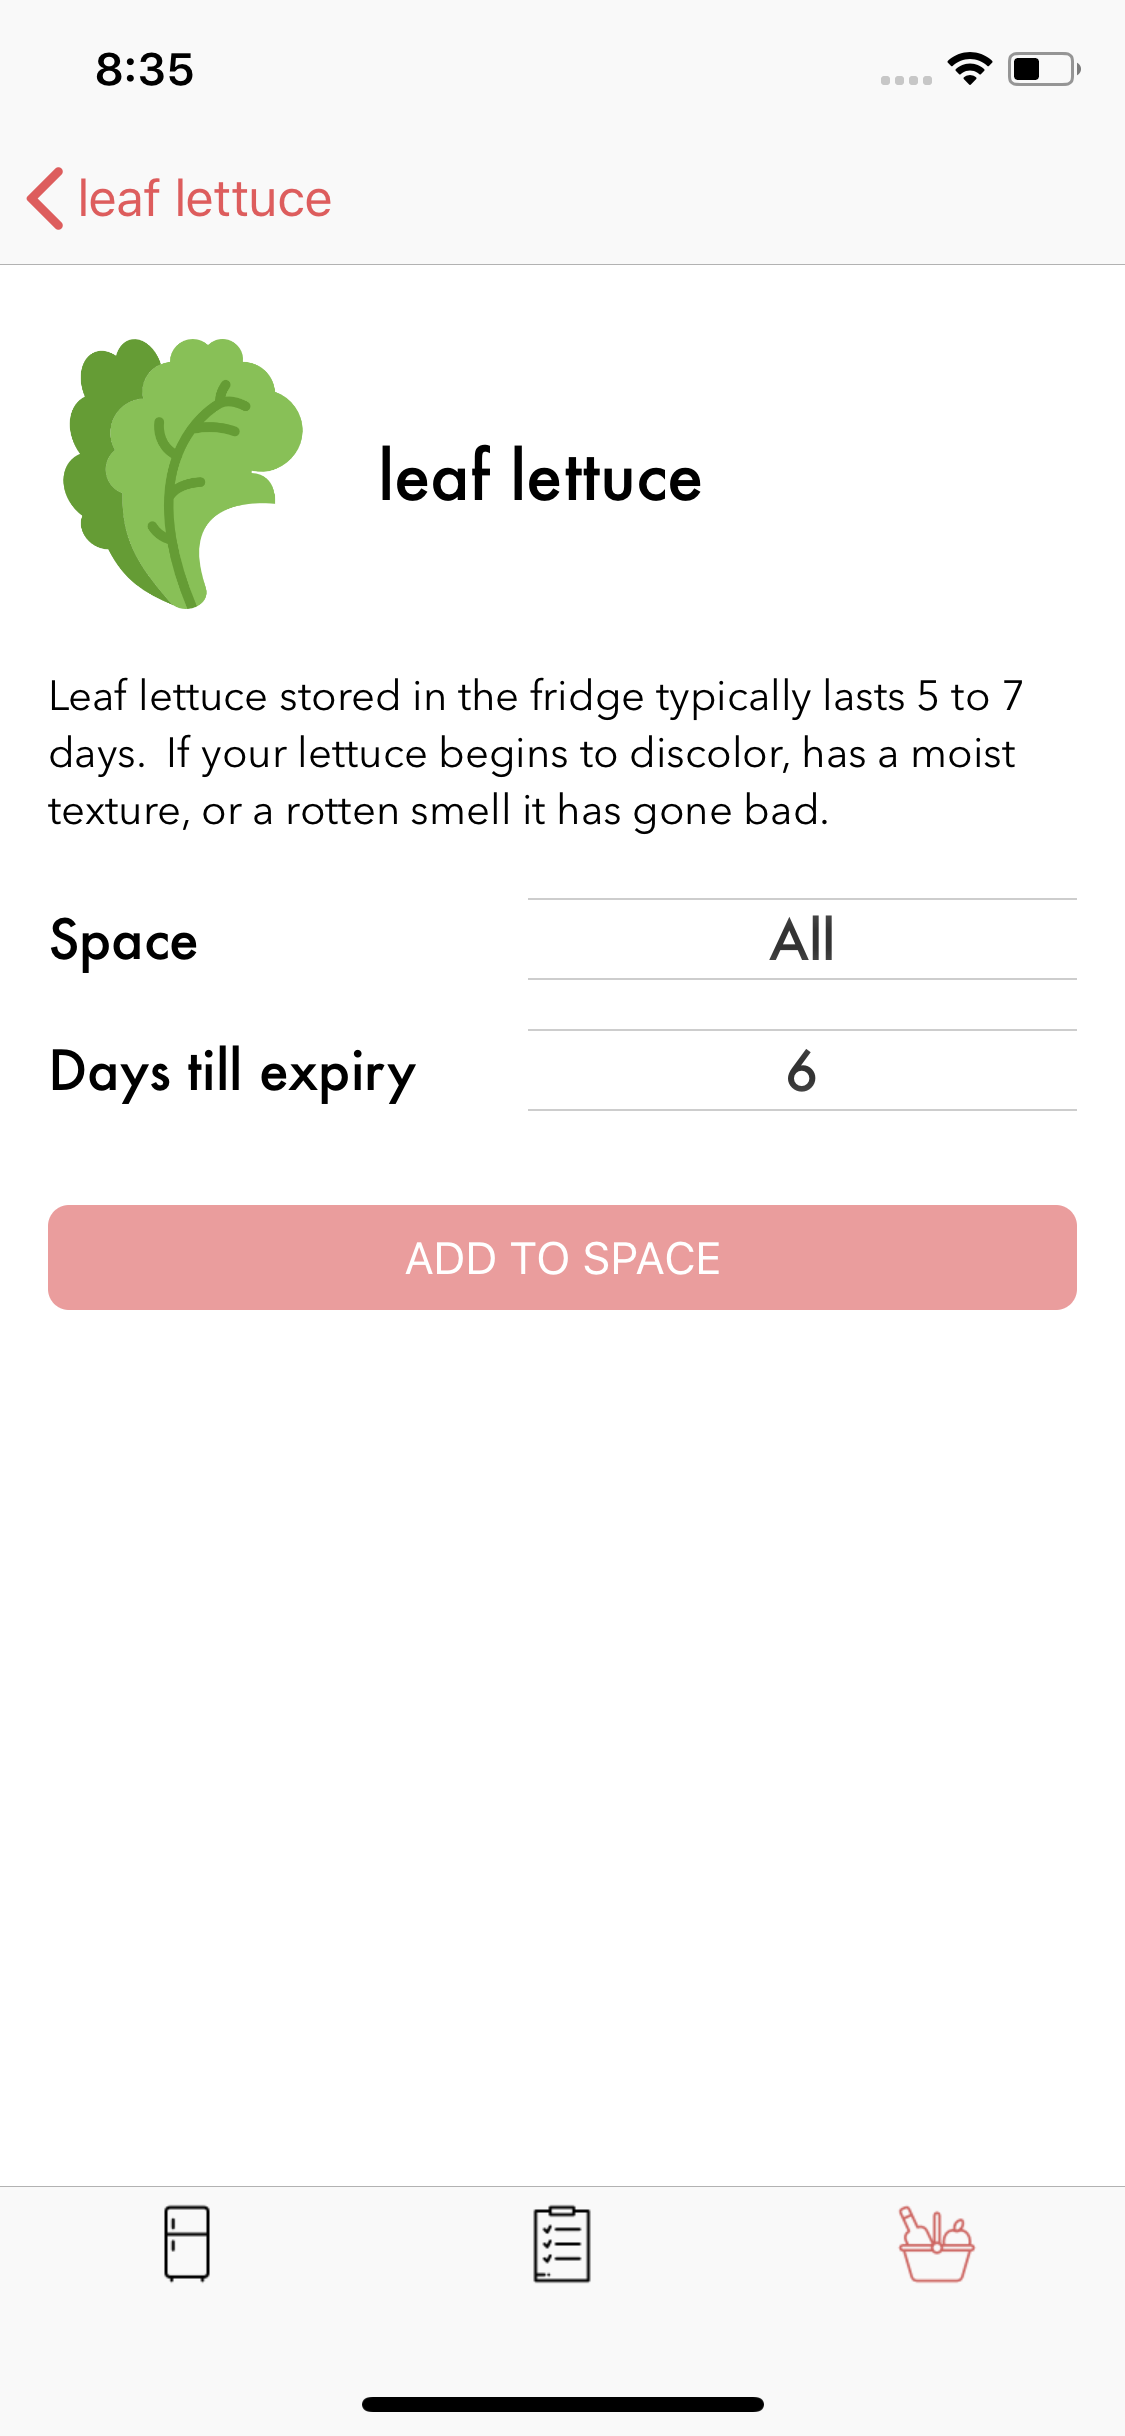 8:35
leaf lettuce
leaf lettuce
Leaf lettuce stored in the fridge typically lasts 5 to 7
days.  If your lettuce begins to discolor, has a moist
texture, or a rotten smell it has gone bad.
Space
All
Days till expiry
6
ADD TO SPACE